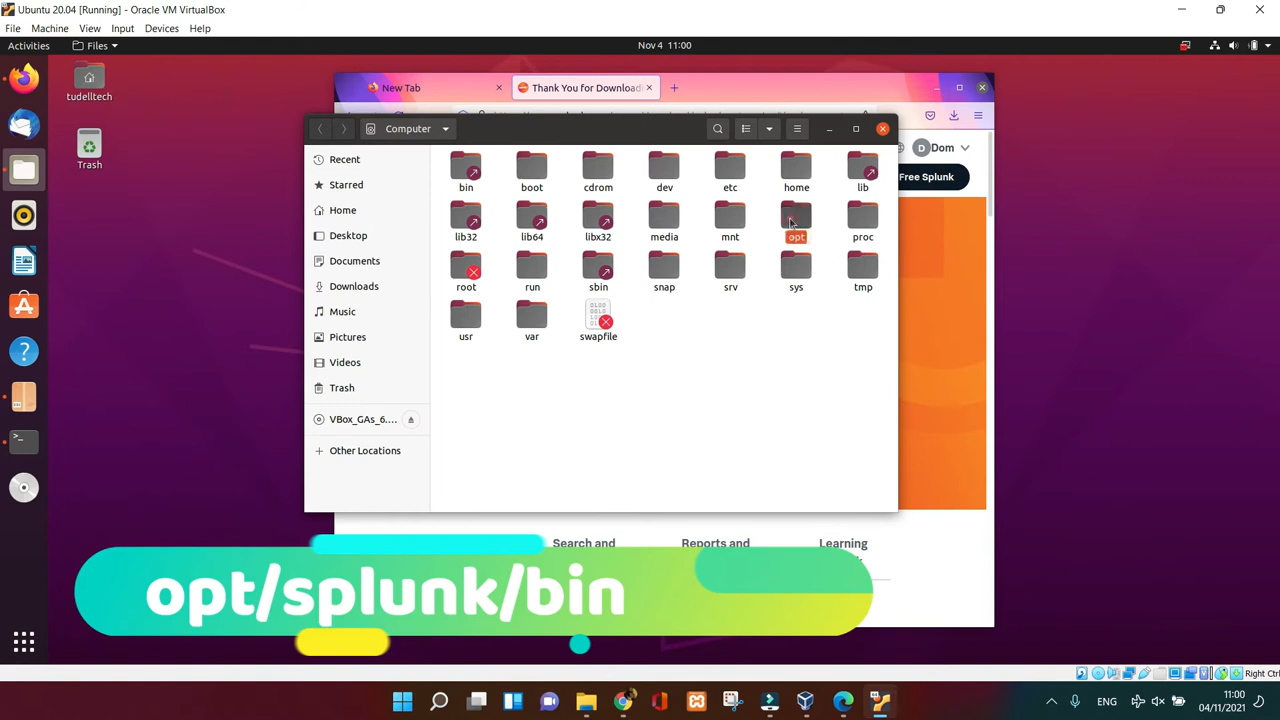 Ubuntu 20.04 [Running] - Oracle VM VirtualBox
File Machine View Input Devices Help
Activities Files Nov 4 11:00
tudelltech
Trash
New Tab
Thank You for Downloadi
Computer
Dom
Free Splunk
D
Recent
Starred
Home
Desktop
Documents
Downloads
Music
Pictures
Videos
Trash
VBox_GAs_6....
Other Locations
bin boot cdrom dev etc home lib
lib32 lib64 libx32 media mnt opt proc
root run sbin snap srv sys tmp
usr var swapfile
Search and Reports and Learning
opt/splunk/bin
Right Ctrl
ENG
11:00
04/11/2021